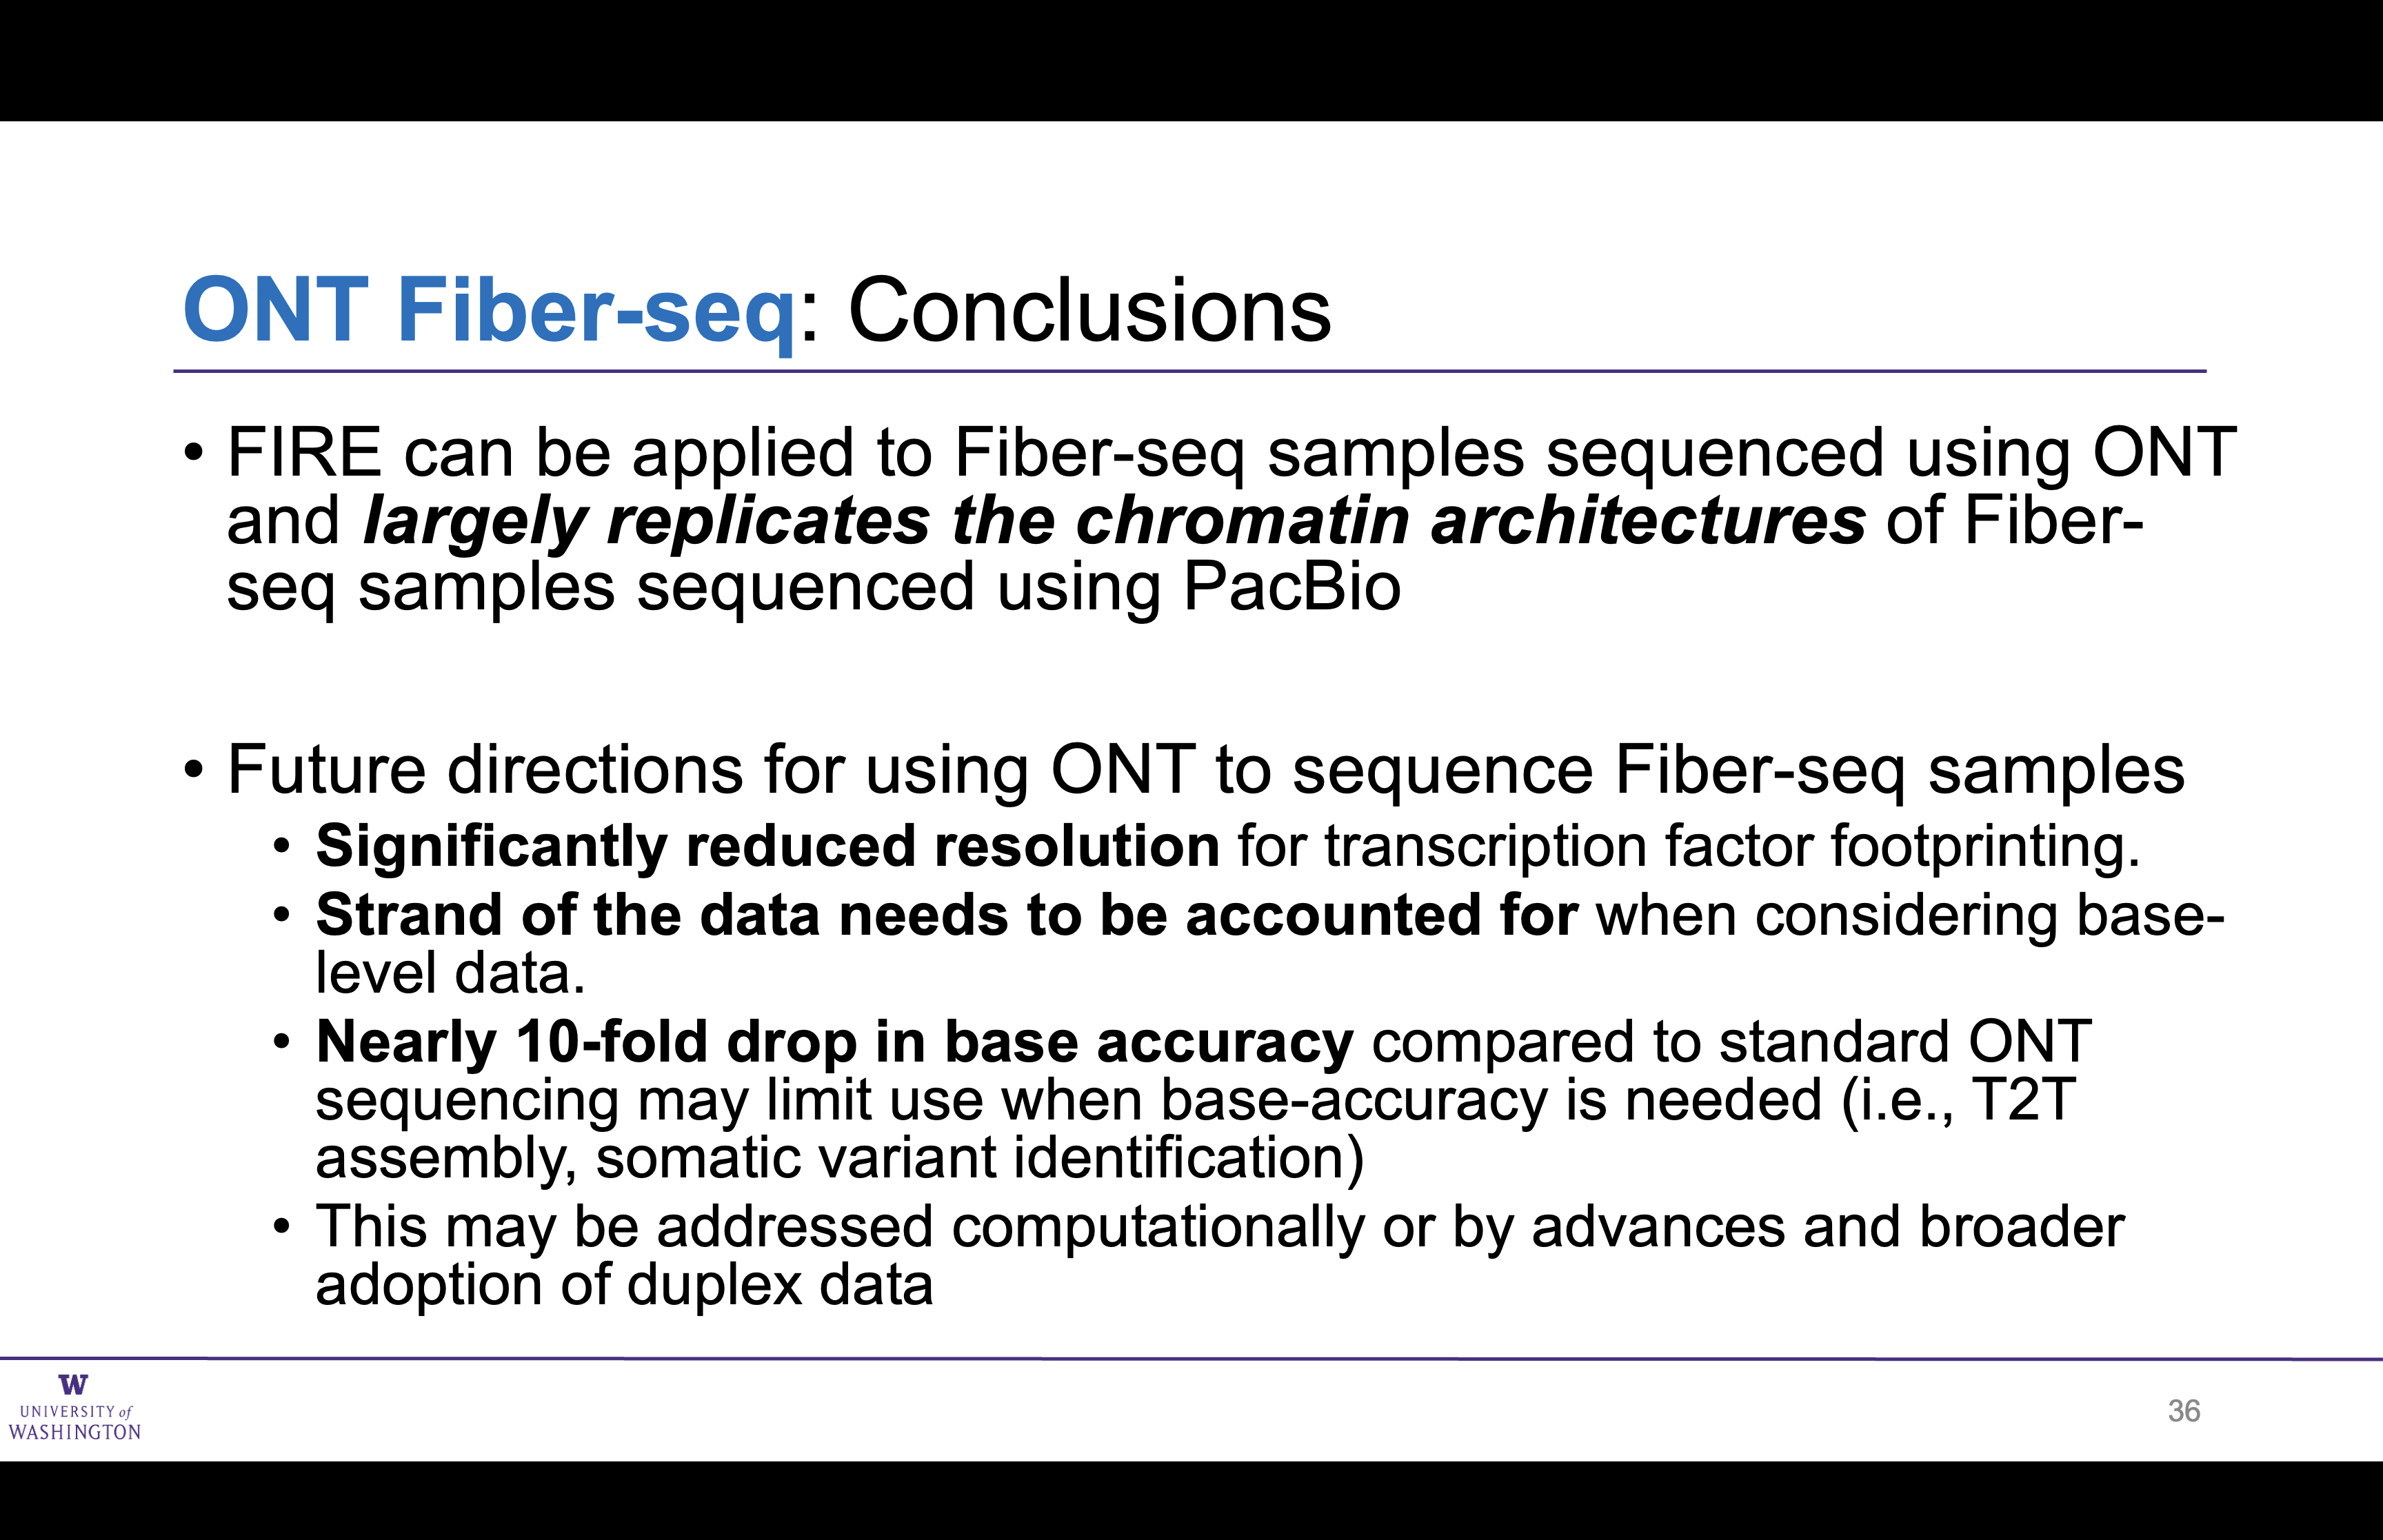 ONT Fiber-seq: Conclusions
• FIRE can be applied to Fiber-seq samples sequenced using ONT
and largely replicates the chromatin architectures of Fiber-
seq samples sequenced using PacBio
• Future directions for using ONT to sequence Fiber-seq samples
• Significantly reduced resolution for transcription factor footprinting.
• Strand of the data needs to be accounted for when considering base-
level data.
• Nearly 10-fold drop in base accuracy compared to standard ONT
sequencing may limit use when base-accuracy is needed (i.e., T2T
assembly, somatic variant identification)
• This may be addressed computationally or by advances and broader
adoption of duplex data
W
UNIVERSITY of
WASHINGTON
36